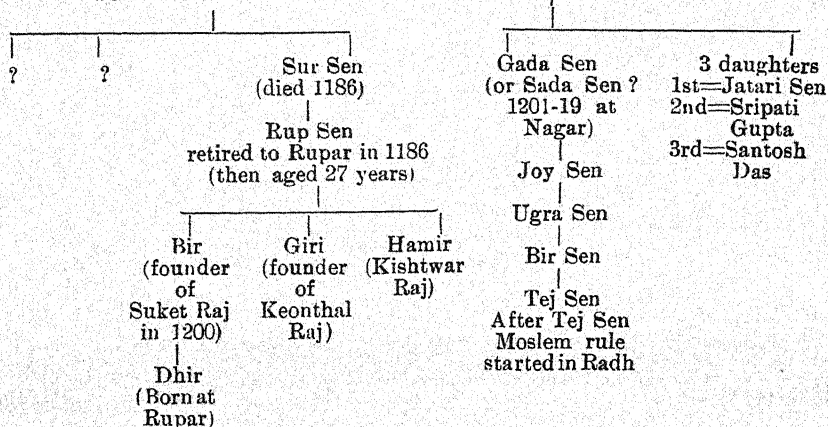 ?
?
Sur Sen
(died 1186)
Rup Sen
retired to Rupar in 1186
(then aged 27 years)
Bir
(founder
of
Suket Raj
in 1200)
Giri
(founder
of
Keonthal
Raj)
Hamir
(Kishtwar
Raj)
Dhir
(Born at
Rupar)
Gada Sen
(or Sada Sen ?
1201-19 at
Nagar)
Joy Sen
Ugra Sen
Bir Sen
Tej Sen
After Tej Sen
Moslem rule
started in Radh
3 daughters
1st=Jatari Sen
2nd=Sripati
Gupta
3rd=Santosh
Das